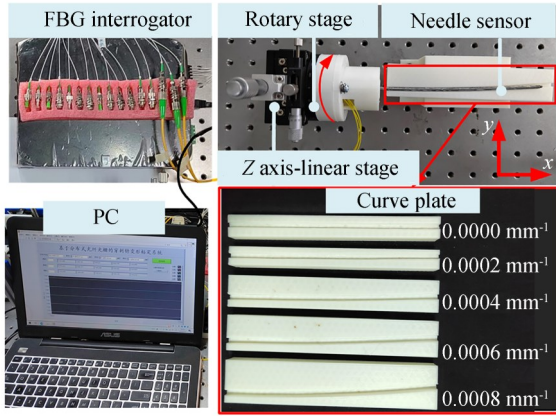 FBG interrogator
Rotary stage
Needle sensor
Z axis-linear stage
y
x
PC
Curve plate
0.0000 mm⁻¹
0.0002 mm⁻¹
0.0004 mm⁻¹
0.0006 mm⁻¹
0.0008 mm⁻¹
ASUS